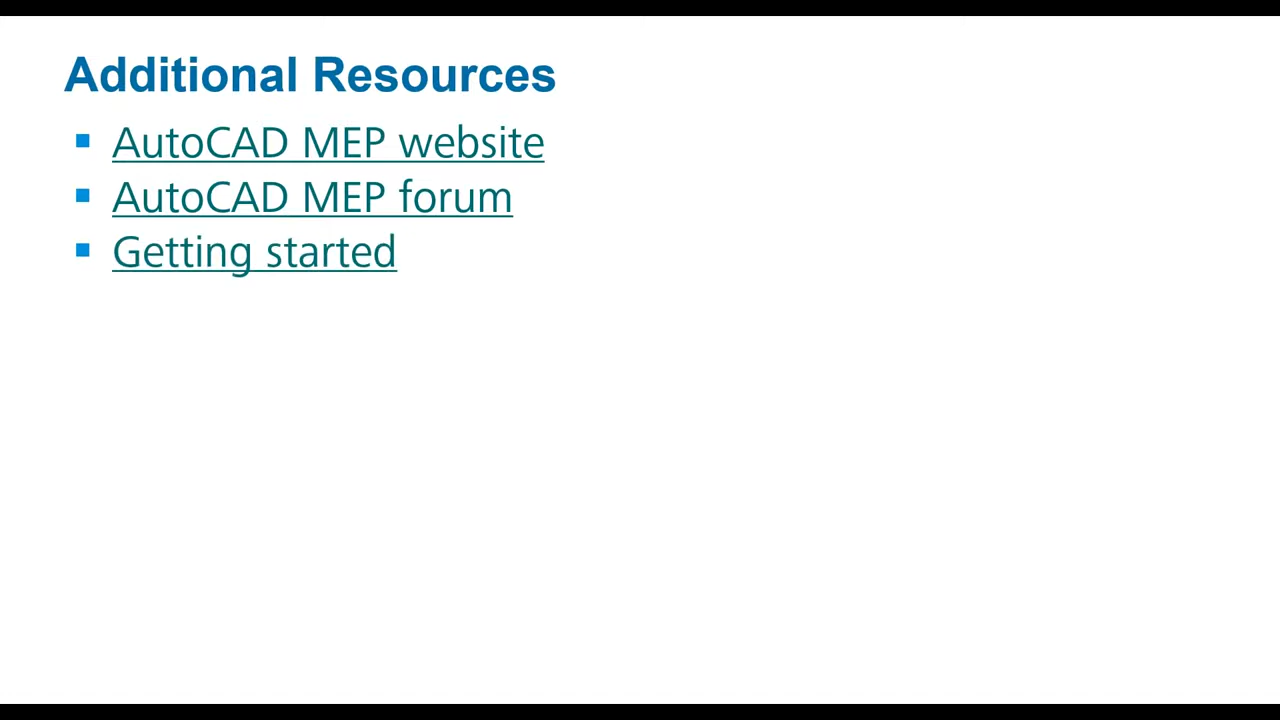 Additional Resources
AutoCAD MEP website
AutoCAD MEP forum
Getting started